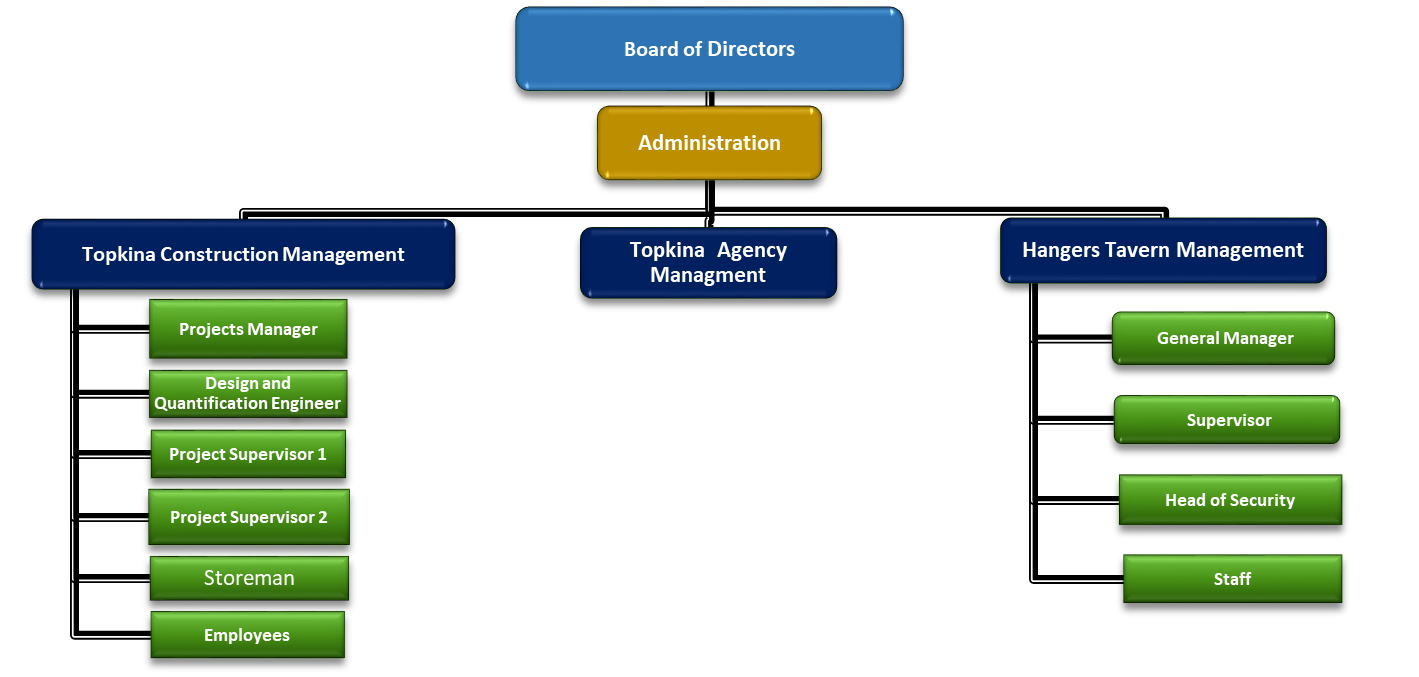 Board of Directors
Administration
Topkina Construction Management
Topkina Agency
Managment
Hangers Tavern Management
Projects Manager
Design and
Quantification Engineer
Project Supervisor 1
Project Supervisor 2
Storeman
Employees
General Manager
Supervisor
Head of Security
Staff